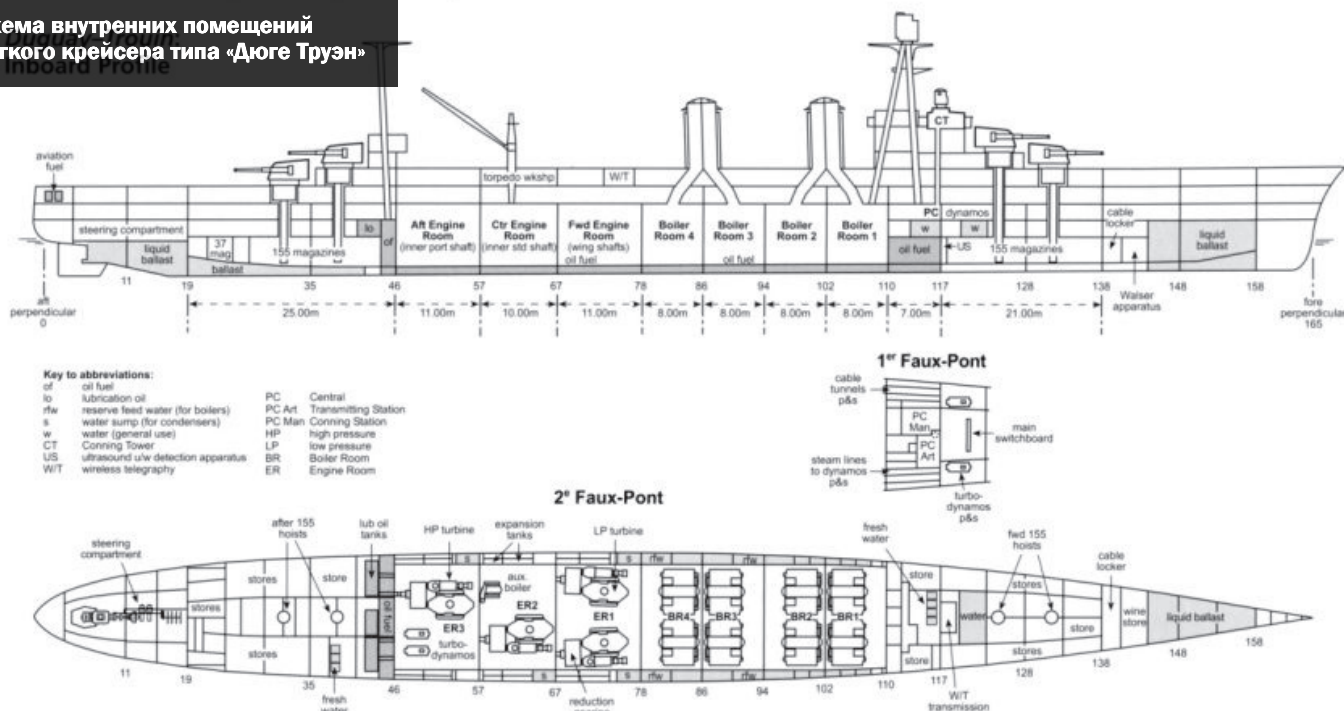 хема внутренних помещений
гкого крейсера типа «Дюге Труэн»
Inboard Profile
CT
aviation
fuel
torpedo wkshp
W/T
steering compartment
liquid
ballast
37
mag
155 magazines
ballast
lo
of
Aft Engine
Room
(inner port shaft)
Ctr Engine
Room
(inner std shaft)
Fwd Engine
Room
(wing shafts)
oil fuel
Boiler
Room 4
Boiler
Room 3
oil fuel
Boiler
Room 2
Boiler
Room 1
PC
dynamos
w
w
oil fuel
US
155 magazines
cable
locker
liquid
ballast
Walser
apparatus
aft
perpendicular
0
11
19
35
46
57
67
78
86
94
102
110
117
128
138
148
158
fore
perpendicular
165
25.00m
11.00m
10.00m
11.00m
8.00m
8.00m
8.00m
8.00m
7.00m
21.00m
Key to abbreviations:
of oil fuel
lo lubrication oil
rfw reserve feed water (for boilers)
s water sump (for condensers)
w water (general use)
CT Conning Tower
US ultrasound u/w detection apparatus
W/T wireless telegraphy
PC Central
PC Art Transmitting Station
PC Man Conning Station
HP high pressure
LP low pressure
BR Boiler Room
ER Engine Room
1er Faux-Pont
cable
tunnels
p&s
PC
Man
PC
Art
main
switchboard
steam lines
to dynamos
p&s
turbo-
dynamos
p&s
2e Faux-Pont
steering
compartment
after 155
hoists
lub oil
tanks
HP turbine
expansion
tanks
LP turbine
fresh
water
fwd 155
hoists
cable
locker
stores
stores
store
stores
oil fuel
s
aux.
boiler
ER3
turbo-
dynamos
ER2
ER1
s
s
s
rfw
rfw
rfw
rfw
BR4
BR3
BR2
BR1
store
store
water
stores
stores
store
wine
store
liquid ballast
11
19
35
46
57
67
78
86
94
102
110
117
128
138
148
158
fresh
water
reduction
W/T
transmission